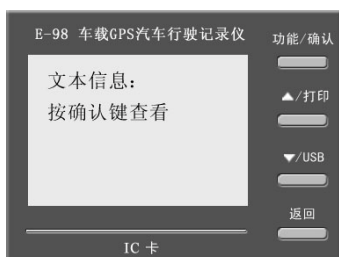 E-98 车载GPS汽车行驶记录仪
功能/确认
文本信息：
按确认键查看
▲/打印
▼/USB
返回
IC 卡